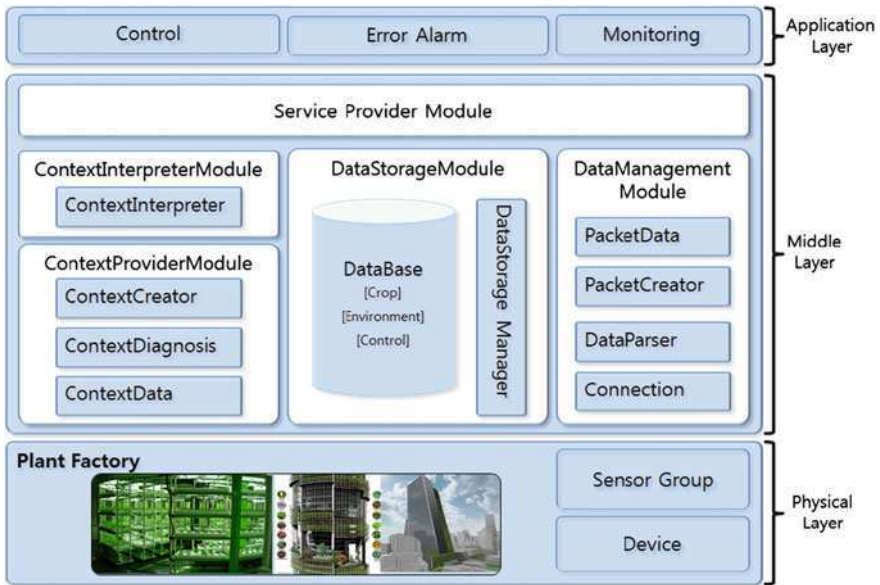 Control
Error Alarm
Monitoring
Application
Layer
Service Provider Module
ContextInterpreterModule
ContextInterpreter
ContextProviderModule
ContextCreator
ContextDiagnosis
ContextData
DataStorageModule
DataBase
[Crop]
[Environment]
[Control]
DataStorage Manager
DataManagement
Module
PacketData
PacketCreator
DataParser
Connection
Middle
Layer
Plant Factory
Sensor Group
Device
Physical
Layer